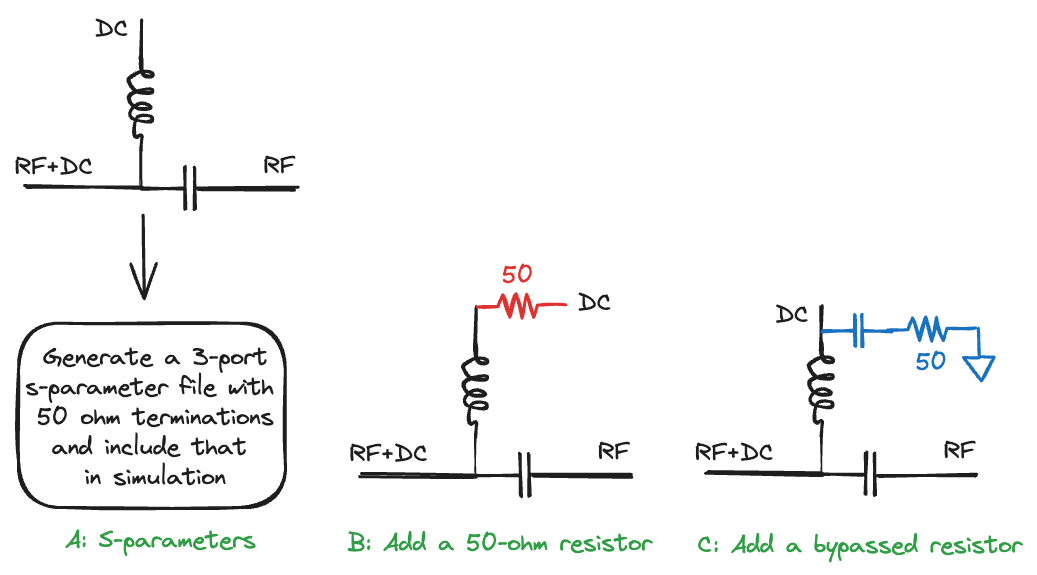 DC
RF+DC
RF
Generate a 3-port
s-parameter file with
50 ohm terminations
and include that
in simulation
A: S-parameters
50
DC
RF+DC
RF
B: Add a 50-ohm resistor
DC
50
RF+DC
RF
C: Add a bypassed resistor